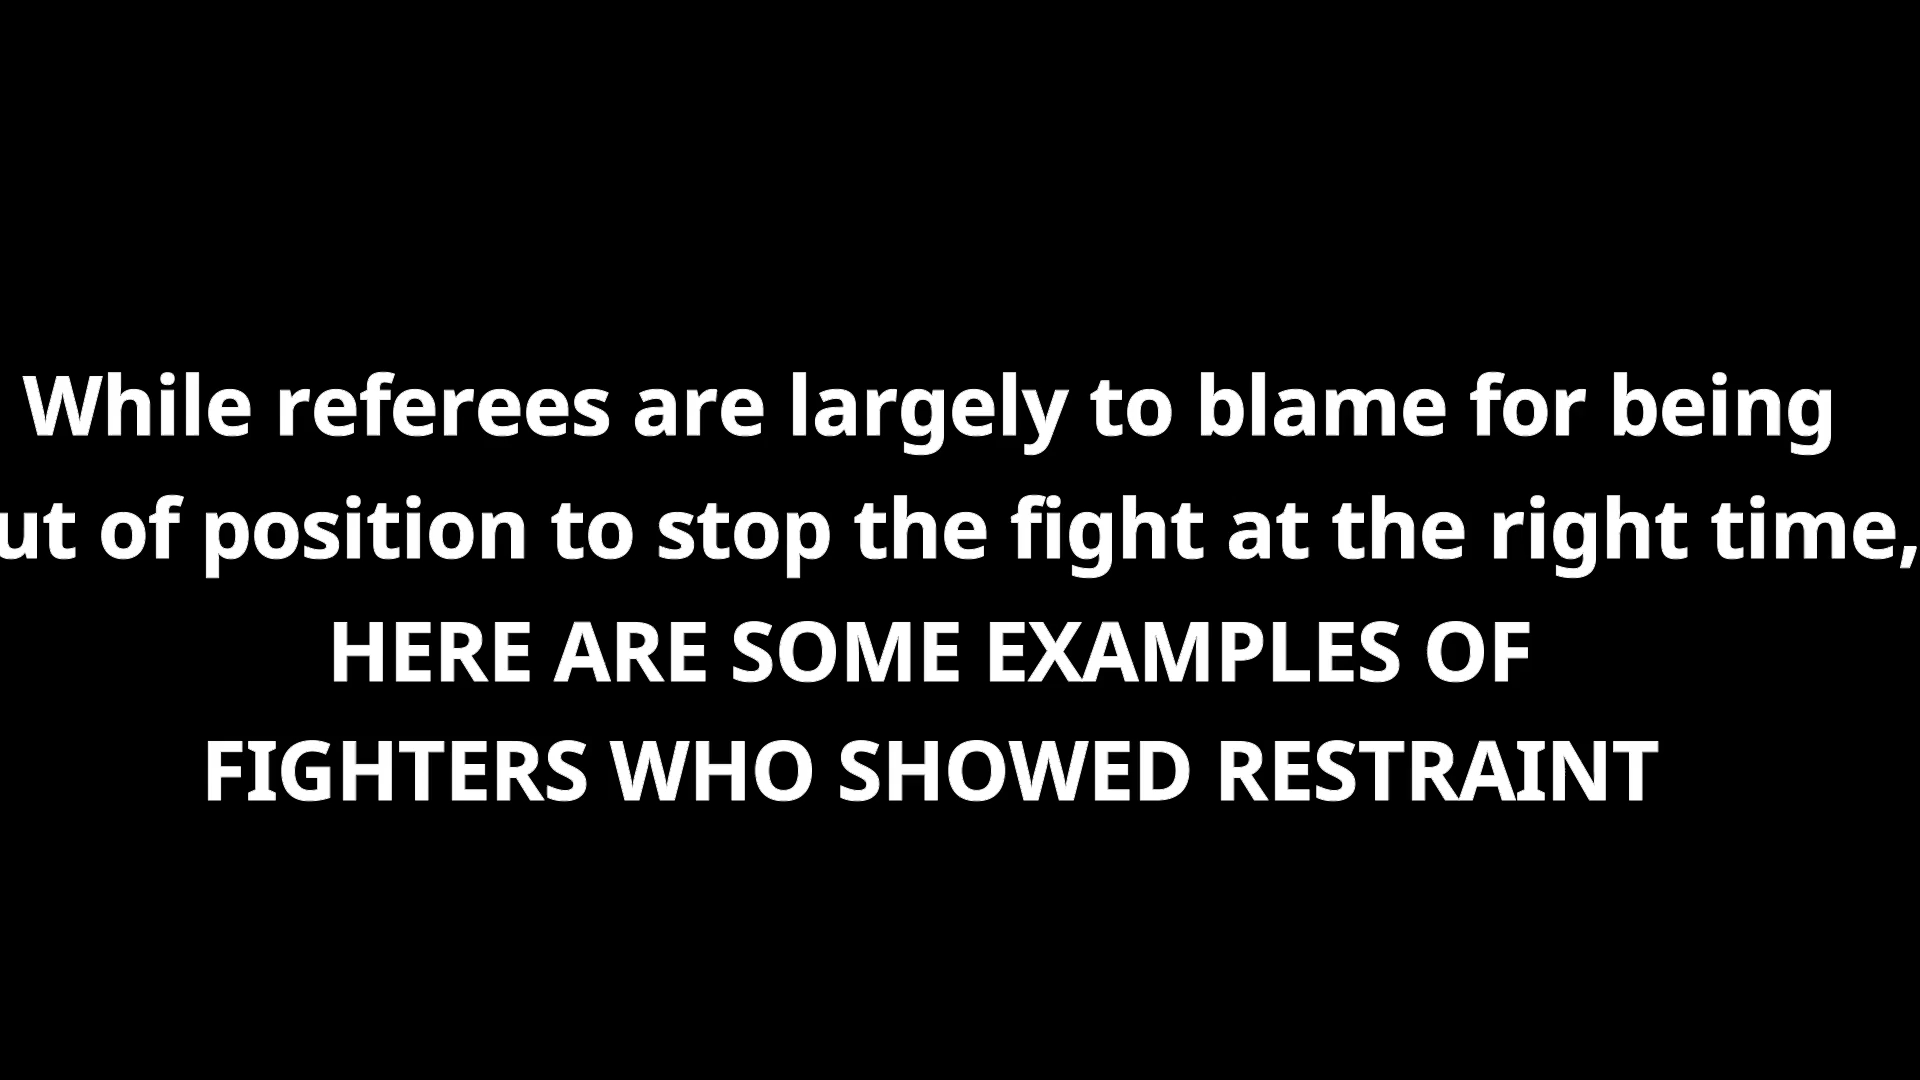 While referees are largely to blame for being
ut of position to stop the fight at the right time,
HERE ARE SOME EXAMPLES OF
FIGHTERS WHO SHOWED RESTRAINT